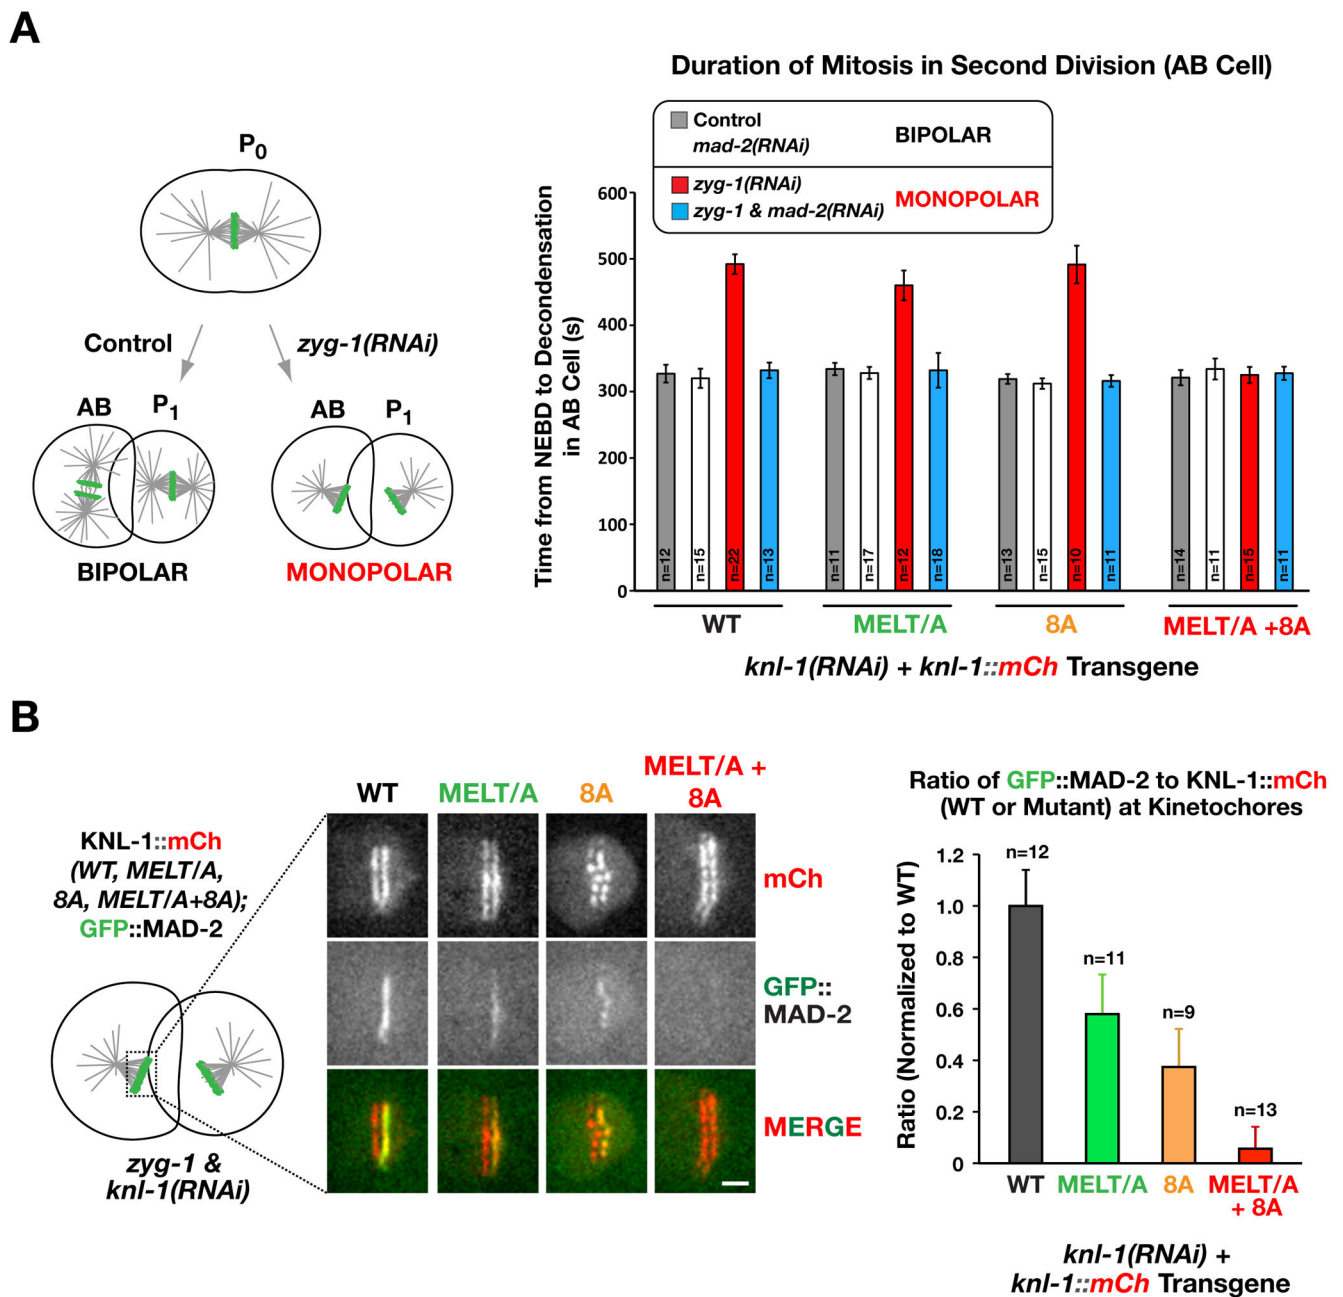 A
P0
Control
zyg-1(RNAi)
AB
P1
AB
P1
BIPOLAR
MONOPOLAR
Duration of Mitosis in Second Division (AB Cell)
Control
mad-2(RNAi)
BIPOLAR
zyg-1(RNAi)
zyg-1 & mad-2(RNAi)
MONOPOLAR
Time from NEBD to Decondensation
in AB Cell (s)
600
500
400
300
200
100
0
n=12
n=15
n=22
n=13
n=11
n=17
n=12
n=18
n=13
n=15
n=10
n=11
n=14
n=11
n=15
n=11
WT
MELT/A
8A
MELT/A +8A
knl-1(RNAi) + knl-1::mCh Transgene
B
KNL-1::mCh
(WT, MELT/A,
8A, MELT/A+8A);
GFP::MAD-2
zyg-1 &
knl-1(RNAi)
WT
MELT/A
8A
MELT/A +
8A
mCh
GFP::
MAD-2
MERGE
Ratio of GFP::MAD-2 to KNL-1::mCh
(WT or Mutant) at Kinetochores
Ratio (Normalized to WT)
1.2
1.0
0.8
0.6
0.4
0.2
0
n=12
n=11
n=9
n=13
WT
MELT/A
8A
MELT/A
+ 8A
knl-1(RNAi) +
knl-1::mCh Transgene